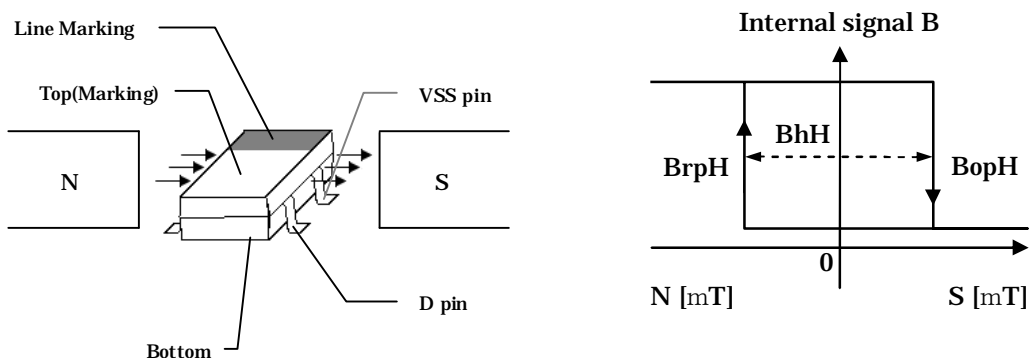 Line Marking
Top(Marking)
VSS pin
N
S
D pin
Bottom
Internal signal B
BhH
BrpH
BopH
0
N [mT]
S [mT]